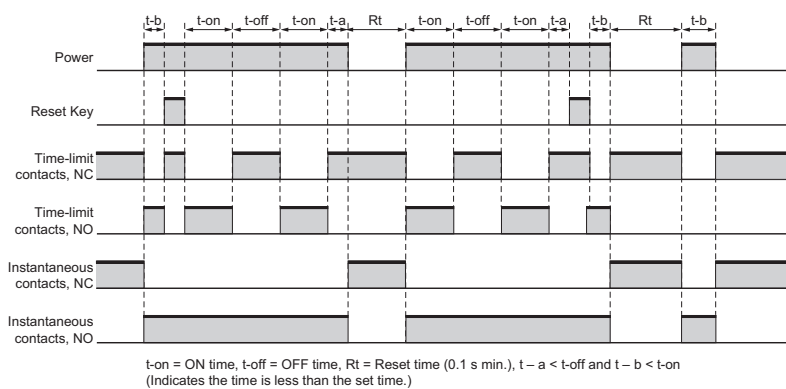 t-b t-on t-off t-on t-a Rt t-on t-off t-on t-a t-b Rt t-b
Power
Reset Key
Time-limit
contacts, NC
Time-limit
contacts, NO
Instantaneous
contacts, NC
Instantaneous
contacts, NO
t-on = ON time, t-off = OFF time, Rt = Reset time (0.1 s min.), t – a < t-off and t – b < t-on
(Indicates the time is less than the set time.)